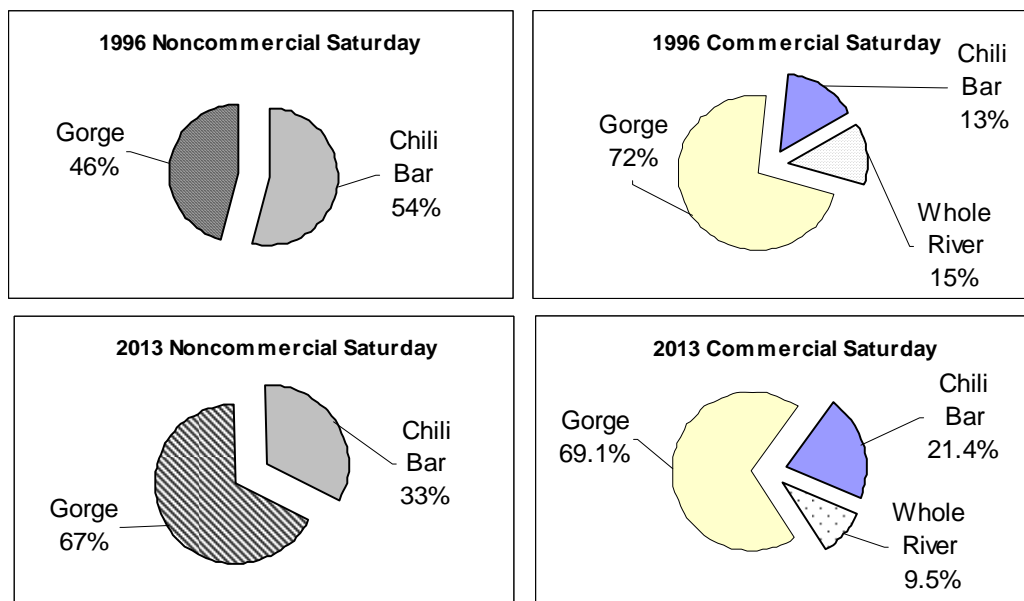 1996 Noncommercial Saturday
Gorge
46%
Chili
Bar
54%
1996 Commercial Saturday
Gorge
72%
Chili
Bar
13%
Whole
River
15%
2013 Noncommercial Saturday
Gorge
67%
Chili
Bar
33%
2013 Commercial Saturday
Gorge
69.1%
Chili
Bar
21.4%
Whole
River
9.5%